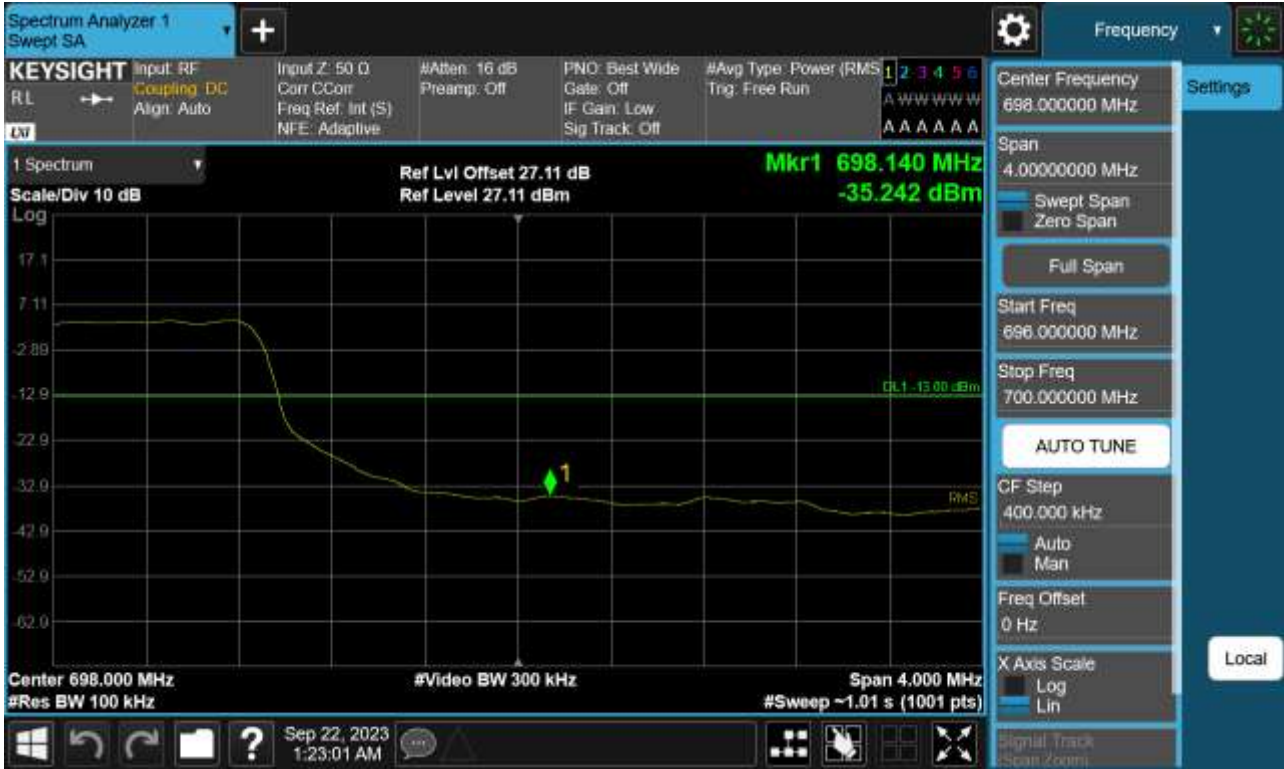 Spectrum Analyzer 1
Swept SA
+
Frequency
KEYSIGHT
RL
LXI
Input: RF
Coupling: DC
Align: Auto
Input Z: 50 Ω
Corr CCorr
Freq Ref: Int (S)
NFE: Adaptive
#Atten: 16 dB
Preamp: Off
PNO: Best Wide
Gate: Off
IF Gain: Low
Sig Track: Off
#Avg Type: Power (RMS
Trig: Free Run
1 2 3 4 5 6
A W W W W W
A A A A A A
1 Spectrum
Scale/Div 10 dB
Log
Ref Lvl Offset 27.11 dB
Ref Level 27.11 dBm
Mkr1 698.140 MHz
-35.242 dBm
17.1
7.11
-2.89
-12.9
-22.9
-32.9
-42.9
-52.9
-62.9
DL1 -13.00 dBm
1
RMS
Center 698.000 MHz
#Res BW 100 kHz
#Video BW 300 kHz
Span 4.000 MHz
#Sweep ~1.01 s (1001 pts)
Center Frequency
698.000000 MHz
Span
4.00000000 MHz
Swept Span
Zero Span
Full Span
Start Freq
696.000000 MHz
Stop Freq
700.000000 MHz
AUTO TUNE
CF Step
400.000 kHz
Auto
Man
Freq Offset
0 Hz
X Axis Scale
Log
Lin
Signal Track
(Span Zoom)
Settings
Local
?
Sep 22, 2023
1:23:01 AM